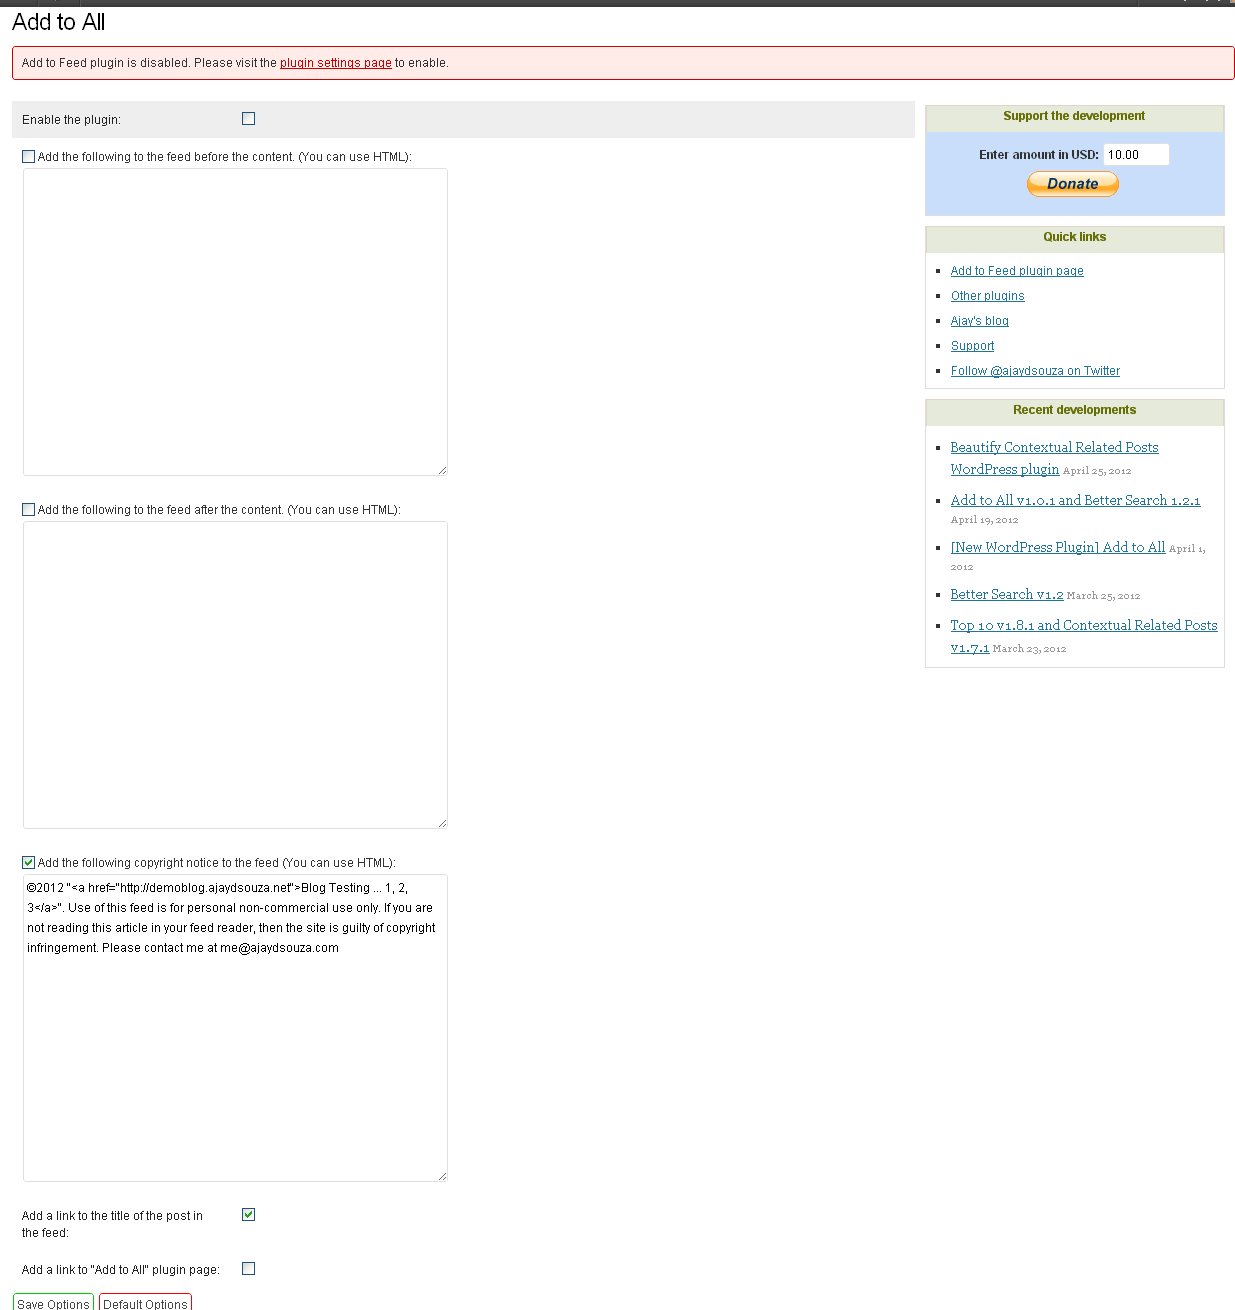 Add to All
Add to Feed plugin is disabled. Please visit the plugin settings page to enable.
Enable the plugin:
Add the following to the feed before the content. (You can use HTML):
Add the following to the feed after the content. (You can use HTML):
Add the following copyright notice to the feed (You can use HTML):
©2012 "<a href="http://demoblog.ajaydsouza.net">Blog Testing ... 1, 2,
3</a>". Use of this feed is for personal non-commercial use only. If you are
not reading this article in your feed reader, then the site is guilty of copyright
infringement. Please contact me at me@ajaydsouza.com
Add a link to the title of the post in
the feed:
Add a link to "Add to All" plugin page:
Save Options Default Options
Support the development
Enter amount in USD: 10.00
Donate
Quick links
Add to Feed plugin page
Other plugins
Ajay's blog
Support
Follow @ajaydsouza on Twitter
Recent developments
Beautify Contextual Related Posts
WordPress plugin April 25, 2012
Add to All v1.0.1 and Better Search 1.2.1
April 19, 2012
[New WordPress Plugin] Add to All April 1,
2012
Better Search v1.2 March 25, 2012
Top 10 v1.8.1 and Contextual Related Posts
v1.7.1 March 23, 2012